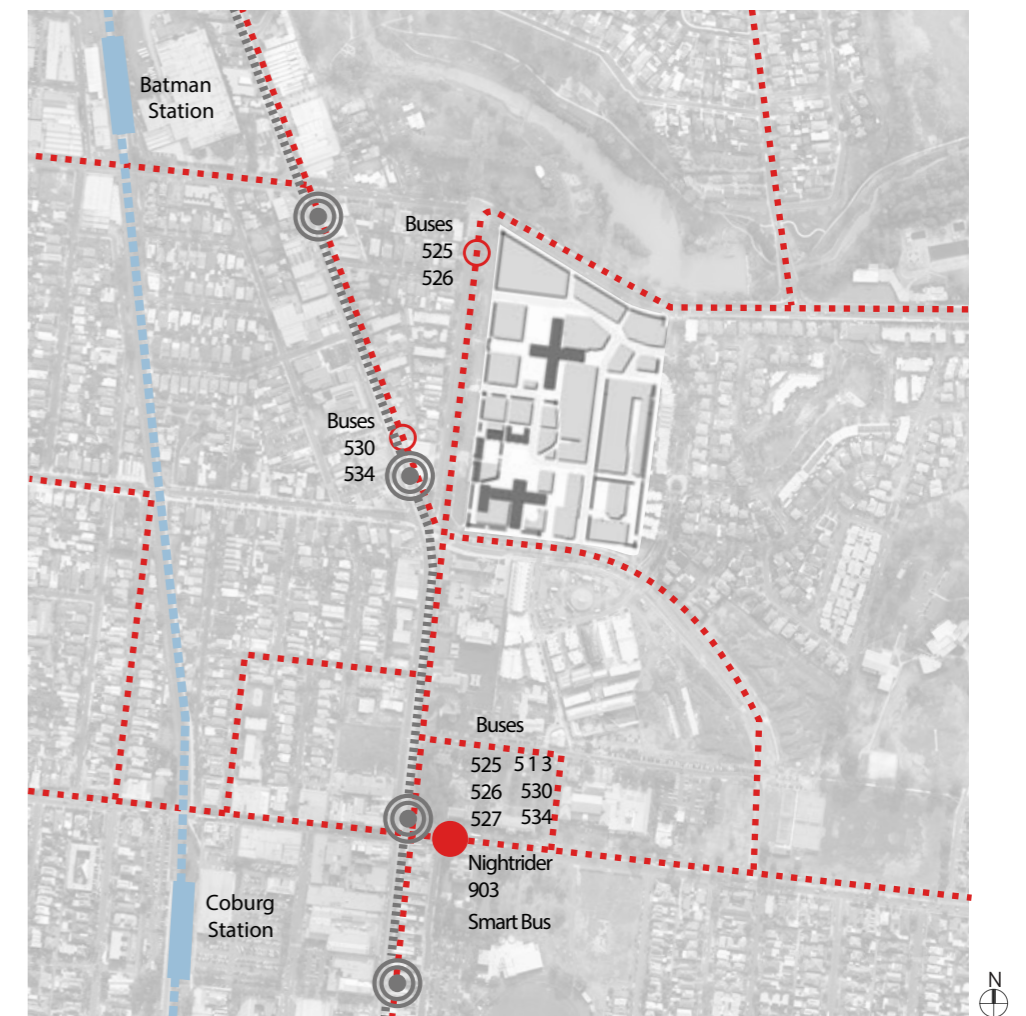 Batman
Station
Buses
525
526
Buses
530
534
Buses
525 513
526 530
527 534
Nightrider
903
Smart Bus
Coburg
Station
N